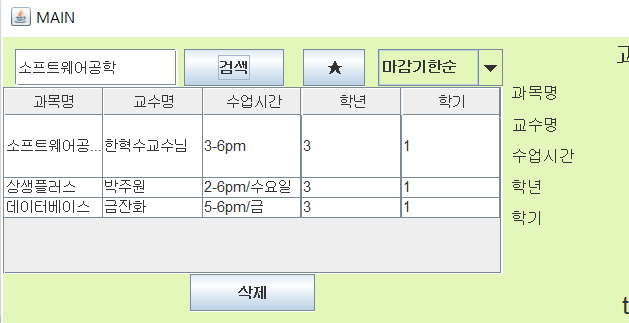 MAIN
소프트웨어공학 검색 ★ 마감기한순
과목명 교수명 수업시간 학년 학기
소프트웨어공... 한혁수교수님 3-6pm 3 1
상생플러스 박주원 2-6pm/수요일 3 1
데이터베이스 금잔화 5-6pm/금 3 1
삭제
과목명
교수명
수업시간
학년
학기